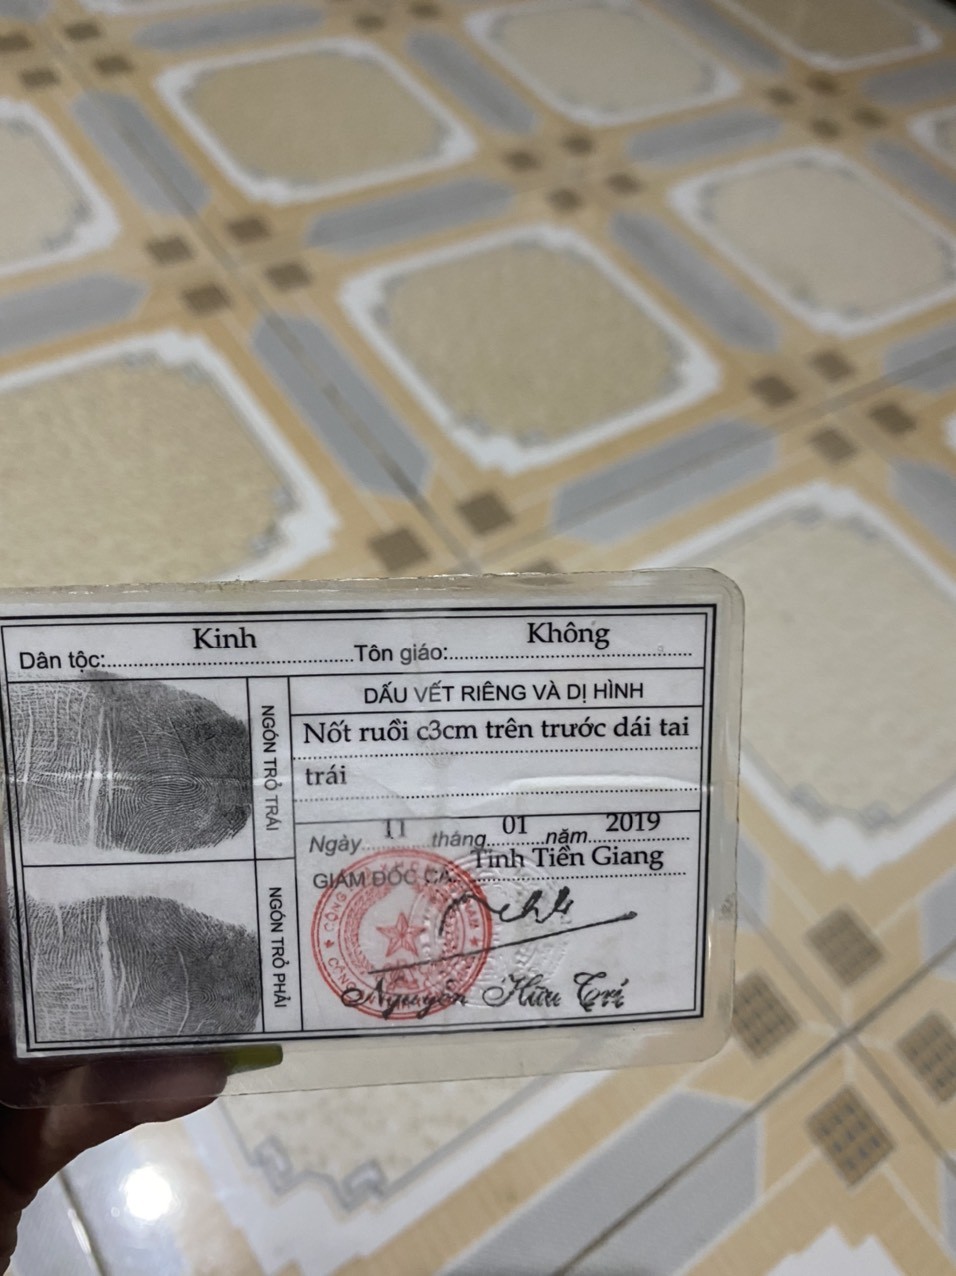 Dân tộc: Kinh Tôn giáo: Không
NGÓN TRỎ TRÁI
NGÓN TRỎ PHẢI
DẤU VẾT RIÊNG VÀ DỊ HÌNH
Nốt ruồi c3cm trên trước dái tai
trái
Ngày 11 tháng 01 năm 2019
GIÁM ĐỐC CA. Tỉnh Tiền Giang
Nguyễn Hữu Trí